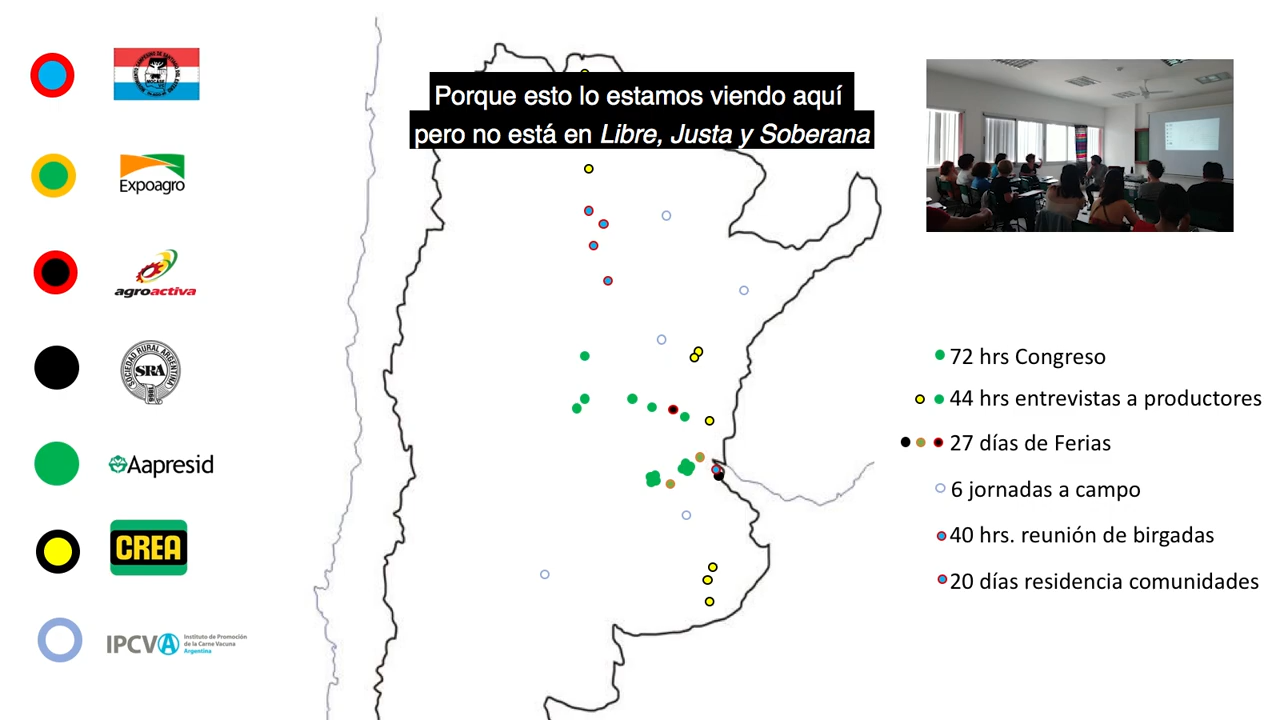 Porque esto lo estamos viendo aquí
pero no está en Libre, Justa y Soberana
Expoagro
agroactiva
SOCIEDAD RURAL ARGENTINA
SRA
1866
Aapresid
CREA
IPCVA
Instituto de Promoción
de la Carne Vacuna
Argentina
72 hrs Congreso
44 hrs entrevistas a productores
27 días de Ferias
6 jornadas a campo
40 hrs. reunión de birgadas
20 días residencia comunidades